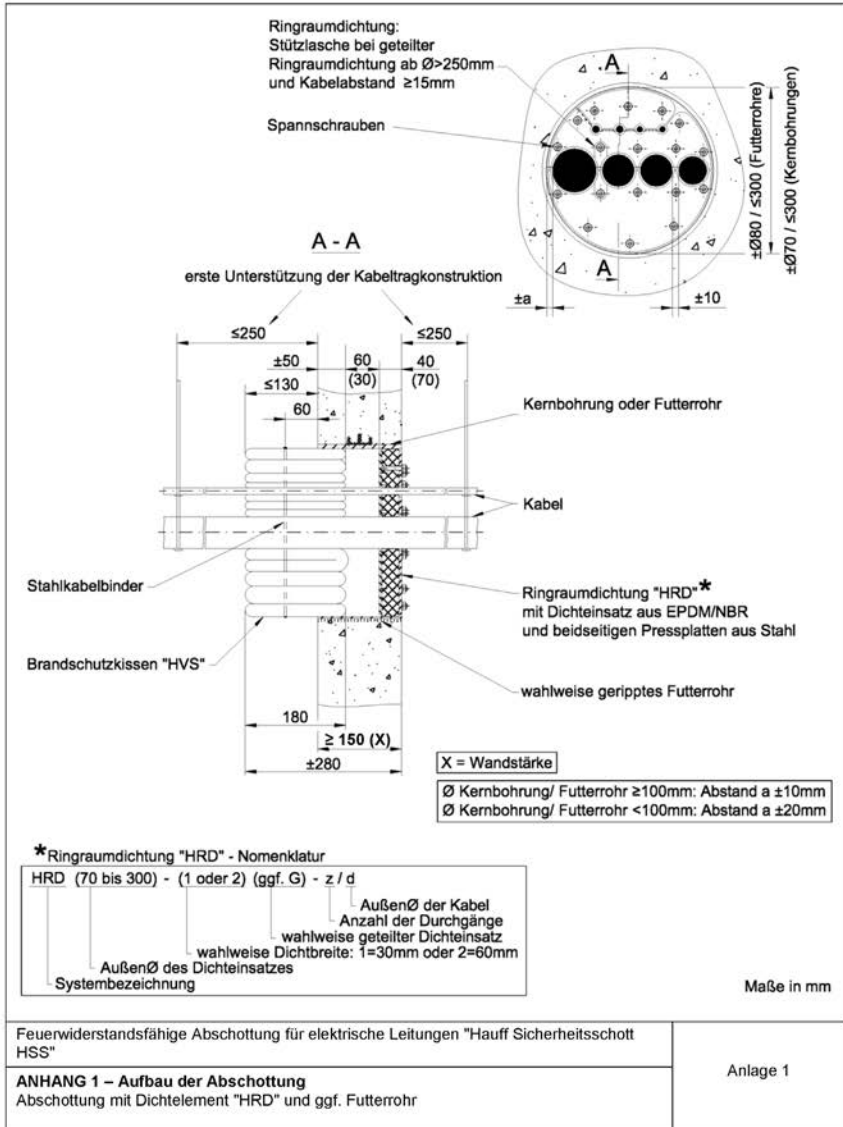 Ringraumdichtung:
Stützlasche bei geteilter
Ringraumdichtung ab Ø>250mm
und Kabelabstand ≥15mm
Spannschrauben
A
A
±Ø80 / ≤300 (Futterrohre)
±Ø70 / ≤300 (Kernbohrungen)
±a
±10
A - A
erste Unterstützung der Kabeltragkonstruktion
≤250
≤250
±50
60
40
(30)
(70)
≤130
60
Kernbohrung oder Futterrohr
Kabel
Stahlkabelbinder
Ringraumdichtung "HRD"*
mit Dichteinsatz aus EPDM/NBR
und beidseitigen Pressplatten aus Stahl
Brandschutzkissen "HVS"
wahlweise geripptes Futterrohr
180
≥ 150 (X)
±280
X = Wandstärke
Ø Kernbohrung/ Futterrohr ≥100mm: Abstand a ±10mm
Ø Kernbohrung/ Futterrohr <100mm: Abstand a ±20mm
*Ringraumdichtung "HRD" - Nomenklatur
HRD (70 bis 300) - (1 oder 2) (ggf. G) - z / d
AußenØ der Kabel
Anzahl der Durchgänge
wahlweise geteilter Dichteinsatz
wahlweise Dichtbreite: 1=30mm oder 2=60mm
AußenØ des Dichteinsatzes
Systembezeichnung
Maße in mm
Feuerwiderstandsfähige Abschottung für elektrische Leitungen "Hauff Sicherheitsschott
HSS"
ANHANG 1 – Aufbau der Abschottung
Abschottung mit Dichtelement "HRD" und ggf. Futterrohr
Anlage 1